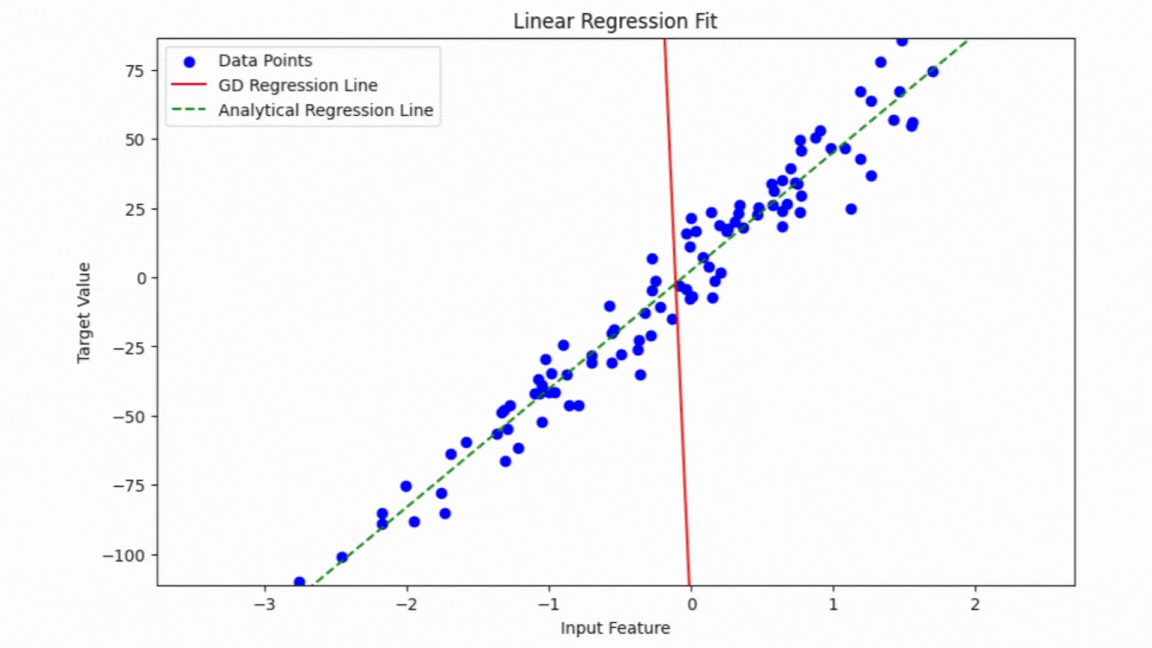 Linear Regression Fit
Data Points
GD Regression Line
Analytical Regression Line
75
50
25
0
−25
−50
−75
−100
Target Value
−3
−2
−1
0
1
2
Input Feature